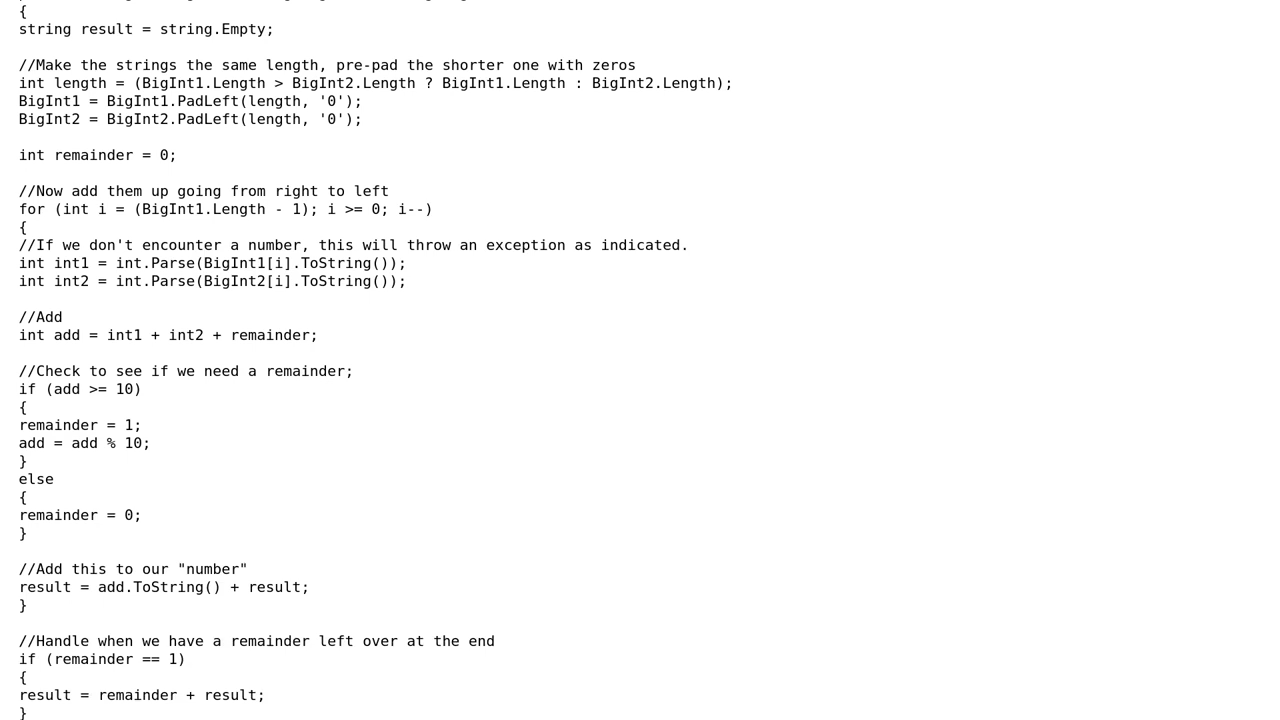 {
string result = string.Empty;

//Make the strings the same length, pre-pad the shorter one with zeros
int length = (BigInt1.Length > BigInt2.Length ? BigInt1.Length : BigInt2.Length);
BigInt1 = BigInt1.PadLeft(length, '0');
BigInt2 = BigInt2.PadLeft(length, '0');

int remainder = 0;

//Now add them up going from right to left
for (int i = (BigInt1.Length - 1); i >= 0; i--)
{
//If we don't encounter a number, this will throw an exception as indicated.
int int1 = int.Parse(BigInt1[i].ToString());
int int2 = int.Parse(BigInt2[i].ToString());

//Add
int add = int1 + int2 + remainder;

//Check to see if we need a remainder;
if (add >= 10)
{
remainder = 1;
add = add % 10;
}
else
{
remainder = 0;
}

//Add this to our "number"
result = add.ToString() + result;
}

//Handle when we have a remainder left over at the end
if (remainder == 1)
{
result = remainder + result;
}